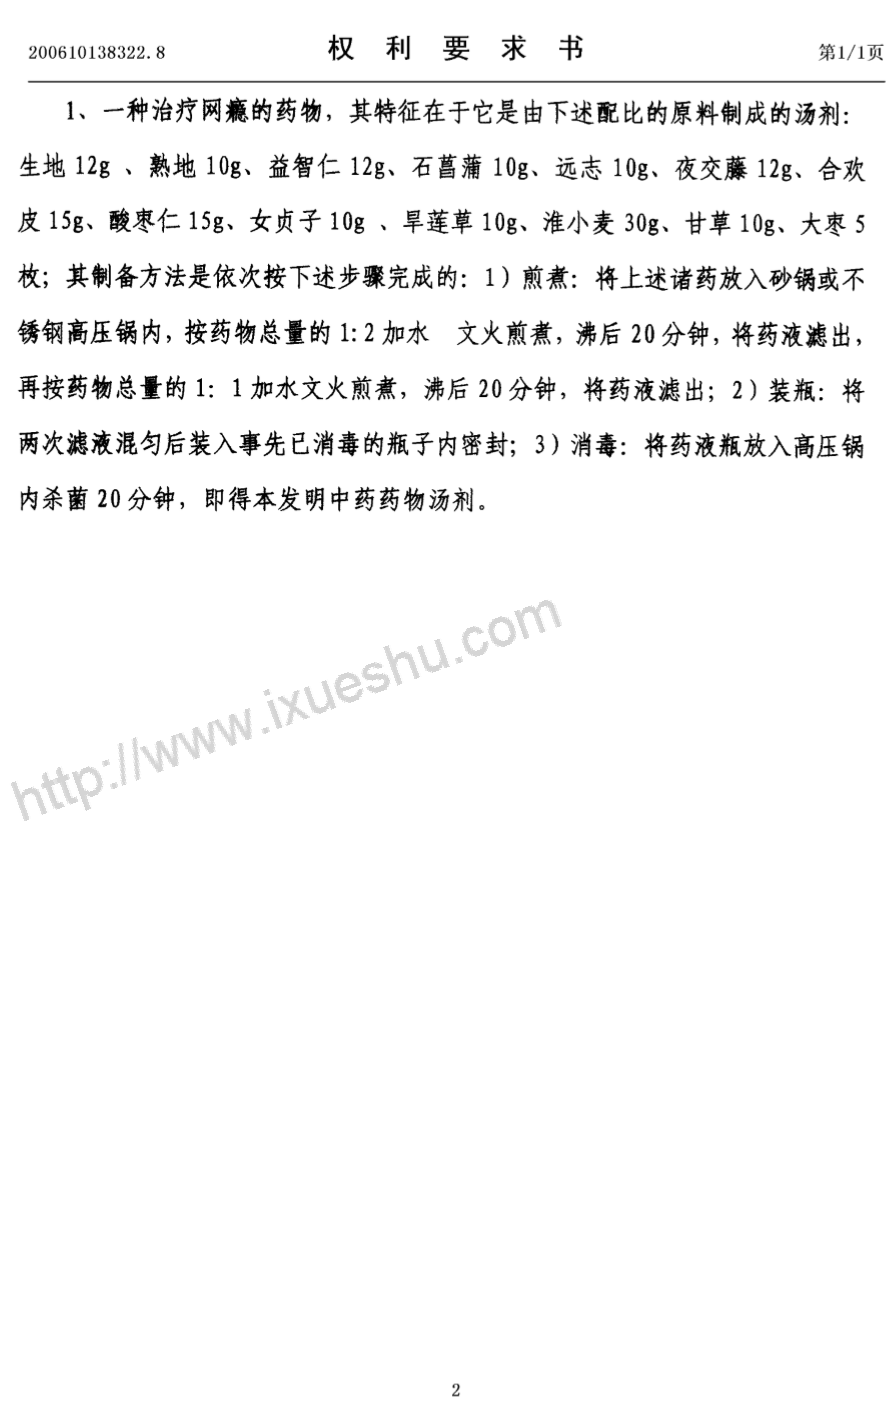 200610138322.8 权利要求书 第1/1页
1、一种治疗网瘾的药物，其特征在于它是由下述配比的原料制成的汤剂：
生地 12g 、熟地 10g、益智仁 12g、石菖蒲 10g、远志 10g、夜交藤 12g、合欢
皮 15g、酸枣仁 15g、女贞子 10g 、旱莲草 10g、淮小麦 30g、甘草 10g、大枣 5
枚；其制备方法是依次按下述步骤完成的：1）煎煮：将上述诸药放入砂锅或不
锈钢高压锅内，按药物总量的 1:2 加水　文火煎煮，沸后 20 分钟，将药液滤出，
再按药物总量的 1：1 加水文火煎煮，沸后 20 分钟，将药液滤出；2）装瓶：将
两次滤液混匀后装入事先已消毒的瓶子内密封；3）消毒：将药液瓶放入高压锅
内杀菌 20 分钟，即得本发明中药药物汤剂。
http://www.ixueshu.com
2